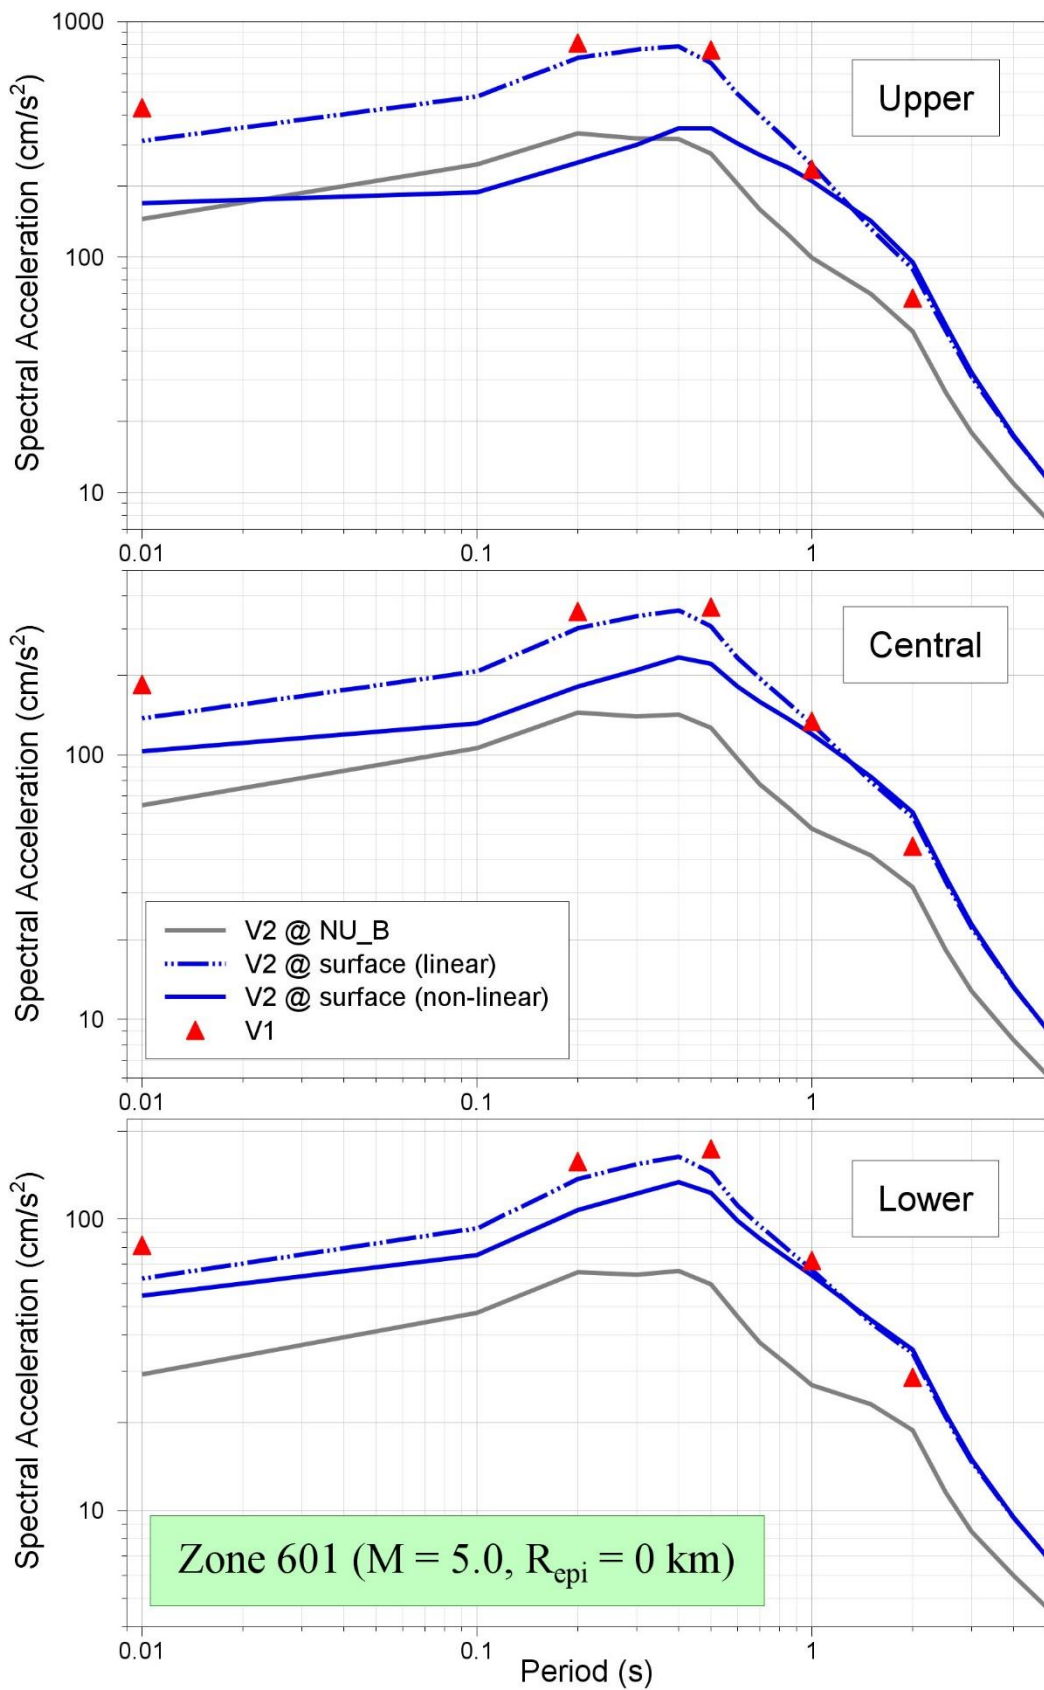 1000
100
10
Spectral Acceleration (cm/s²)
Upper
0.01 0.1 1
100
10
Spectral Acceleration (cm/s²)
Central
V2 @ NU_B
V2 @ surface (linear)
V2 @ surface (non-linear)
V1
0.01 0.1 1
100
10
Spectral Acceleration (cm/s²)
Lower
Zone 601 (M = 5.0, Repi = 0 km)
0.01 0.1 1
Period (s)